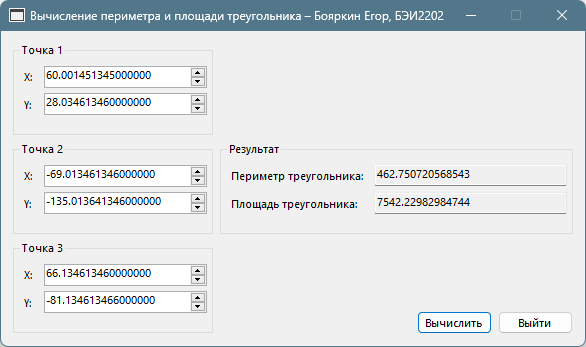 Вычисление периметра и площади треугольника – Бояркин Егор, БЭИ2202
Точка 1
X: 60.001451345000000
Y: 28.034613460000000
Точка 2
X: -69.013461346000000
Y: -135.013641346000000
Результат
Периметр треугольника: 462.750720568543
Площадь треугольника: 7542.22982984744
Точка 3
X: 66.134613460000000
Y: -81.134613466000000
Вычислить
Выйти